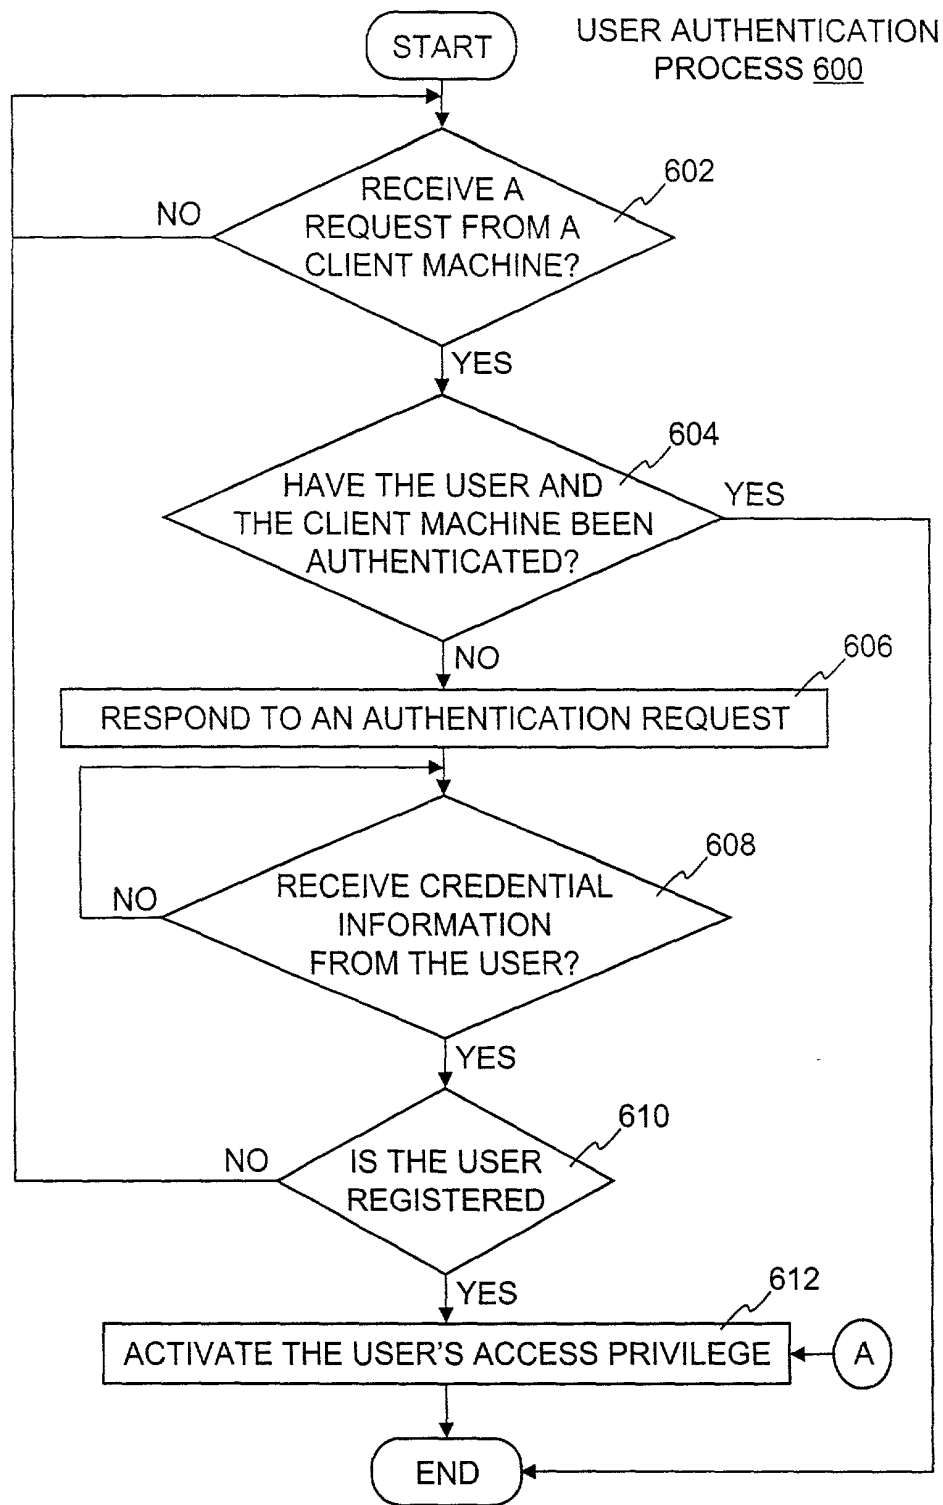 START
USER AUTHENTICATION
PROCESS 600
602
RECEIVE A
REQUEST FROM A
CLIENT MACHINE?
NO
YES
604
HAVE THE USER AND
THE CLIENT MACHINE BEEN
AUTHENTICATED?
YES
NO
606
RESPOND TO AN AUTHENTICATION REQUEST
608
RECEIVE CREDENTIAL
INFORMATION
FROM THE USER?
NO
YES
610
IS THE USER
REGISTERED
NO
YES
612
ACTIVATE THE USER'S ACCESS PRIVILEGE
A
END